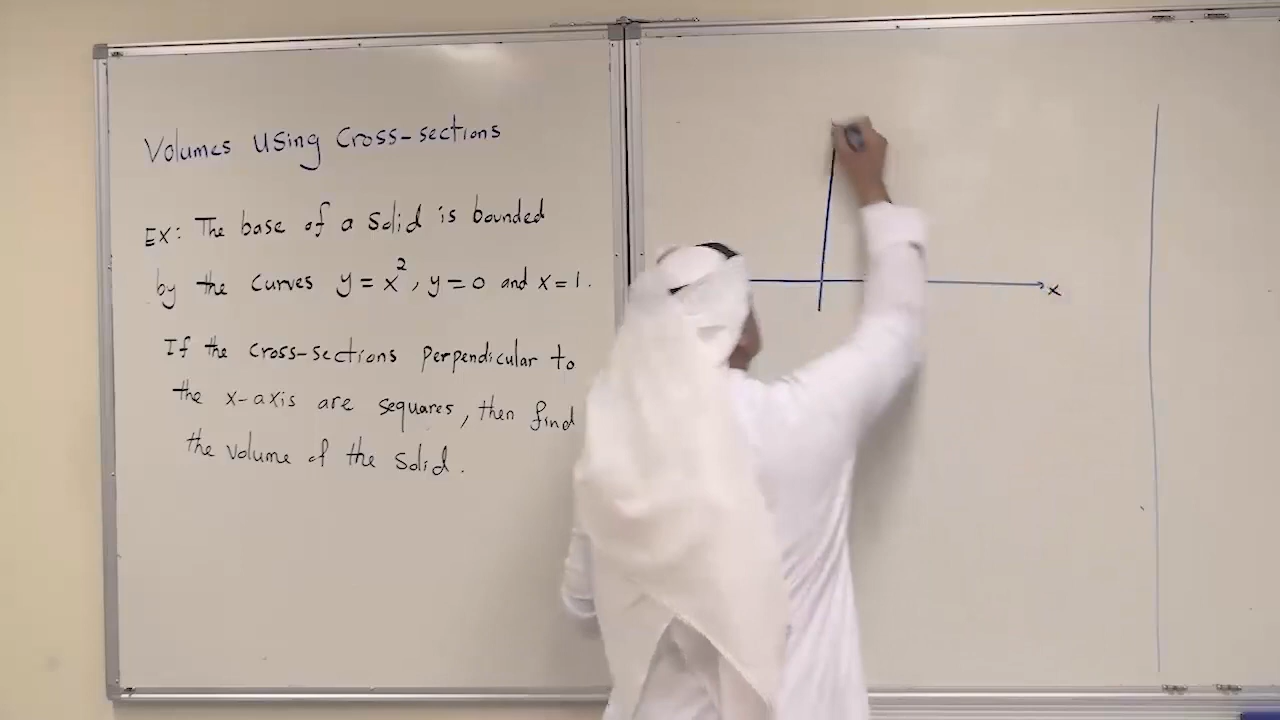 Volumes Using Cross-sections
EX: The base of a solid is bounded
by the curves y = x², y = 0 and x = 1.
If the cross-sections perpendicular to
the x-axis are sequares, then find
the volume of the solid.
x